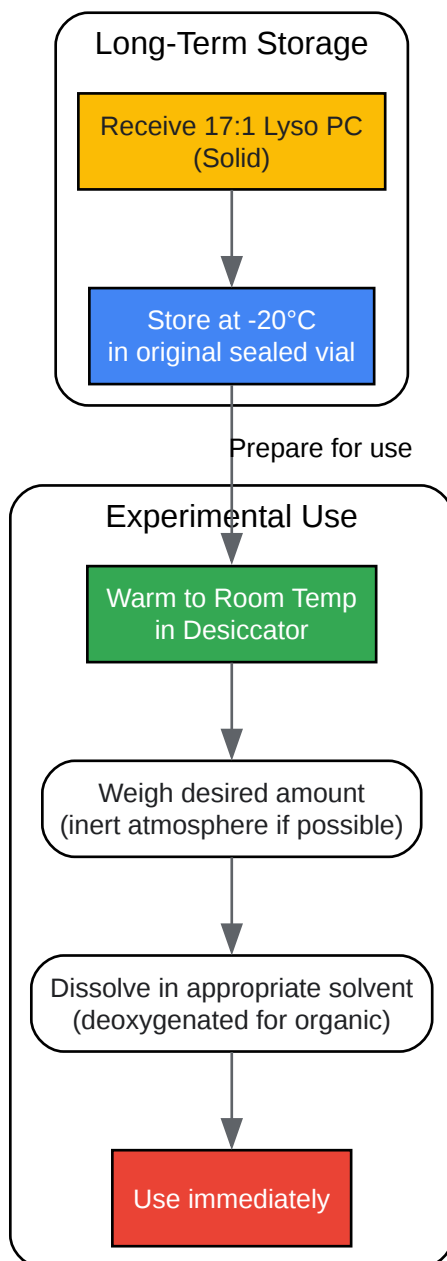 Long-Term Storage
Receive 17:1 Lyso PC
(Solid)
Store at -20°C
in original sealed vial
Prepare for use
Experimental Use
Warm to Room Temp
in Desiccator
Weigh desired amount
(inert atmosphere if possible)
Dissolve in appropriate solvent
(deoxygenated for organic)
Use immediately